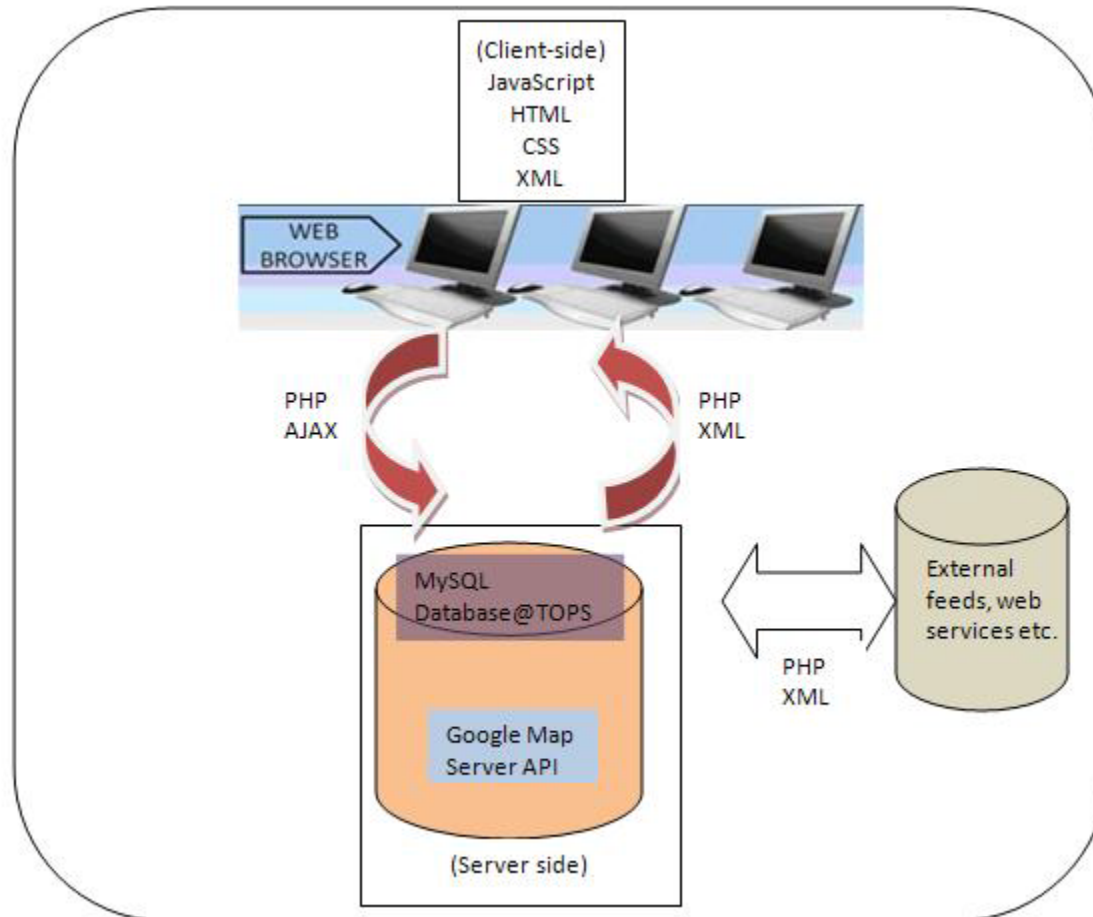 (Client-side)
JavaScript
HTML
CSS
XML
WEB
BROWSER
PHP
AJAX
PHP
XML
MySQL
Database@TOPS
External
feeds, web
services etc.
PHP
XML
Google Map
Server API
(Server side)